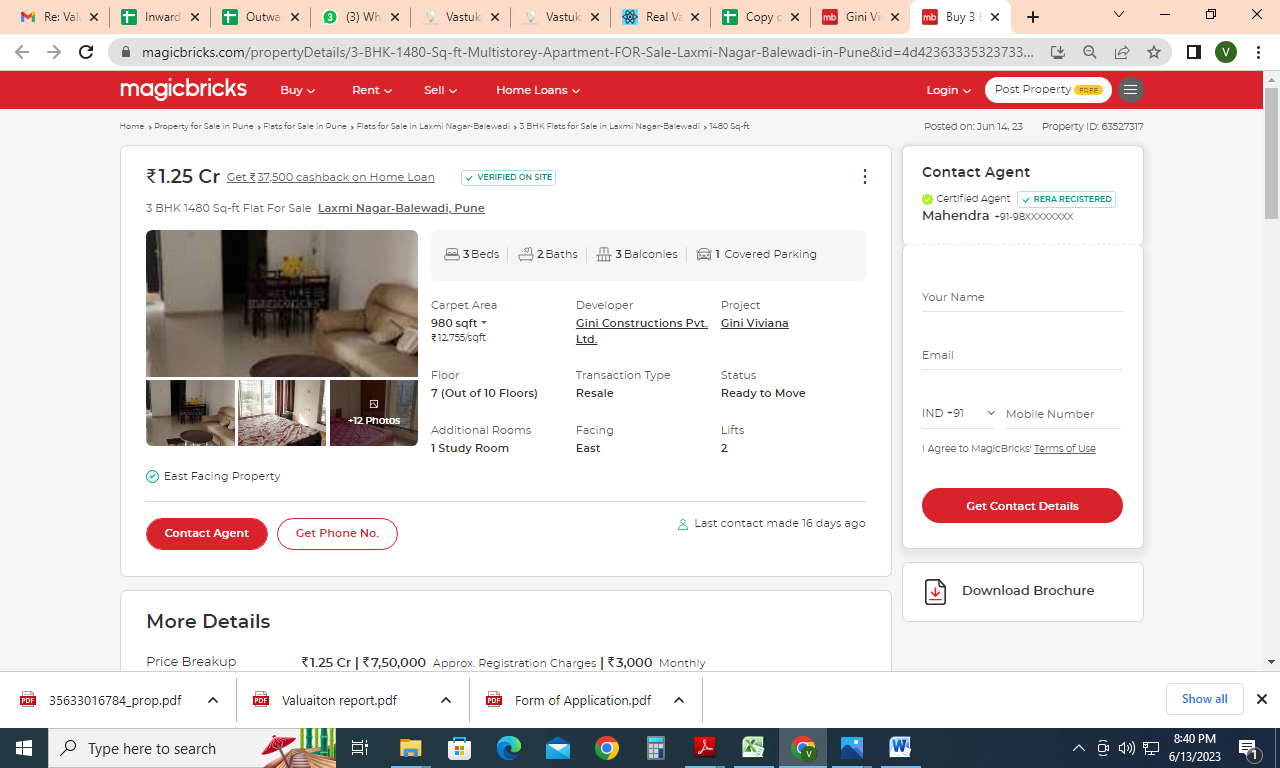 Re: Valu
Inward
Outwa
(3) Wh
Vastuk
Vastuk
Real Va
Copy o
Gini Viv
Buy 3 B
magicbricks.com/propertyDetails/3-BHK-1480-Sq-ft-Multistorey-Apartment-FOR-Sale-Laxmi-Nagar-Balewadi-in-Pune&id=4d42363335323733...
V
magicbricks
Buy
Rent
Sell
Home Loans
Login
Post Property FREE
Home > Property for Sale in Pune > Flats for Sale in Pune > Flats for Sale in Laxmi Nagar-Balewadi > 3 BHK Flats for Sale in Laxmi Nagar-Balewadi > 1480 Sq-ft
Posted on: Jun 14, 23 Property ID: 63527317
₹1.25 Cr Get ₹37,500 cashback on Home Loan VERIFIED ON SITE
3 BHK 1480 Sq-ft Flat For Sale Laxmi Nagar-Balewadi, Pune
magicbricks
+12 Photos
3 Beds 2 Baths 3 Balconies 1 Covered Parking
Carpet Area Developer Project
980 sqft Gini Constructions Pvt. Ltd. Gini Viviana
₹12,755/sqft
Floor Transaction Type Status
7 (Out of 10 Floors) Resale Ready to Move
Additional Rooms Facing Lifts
1 Study Room East 2
East Facing Property
Contact Agent Get Phone No. Last contact made 16 days ago
Contact Agent
Certified Agent RERA REGISTERED
Mahendra +91-98XXXXXXXX
Your Name
Email
IND +91 Mobile Number
I Agree to MagicBricks' Terms of Use
Get Contact Details
Download Brochure
More Details
Price Breakup ₹1.25 Cr | ₹7,50,000 Approx. Registration Charges | ₹3,000 Monthly
35633016784_prop.pdf
Valuaiton report.pdf
Form of Application.pdf
Show all
Type here to search
8:40 PM
6/13/2023
1